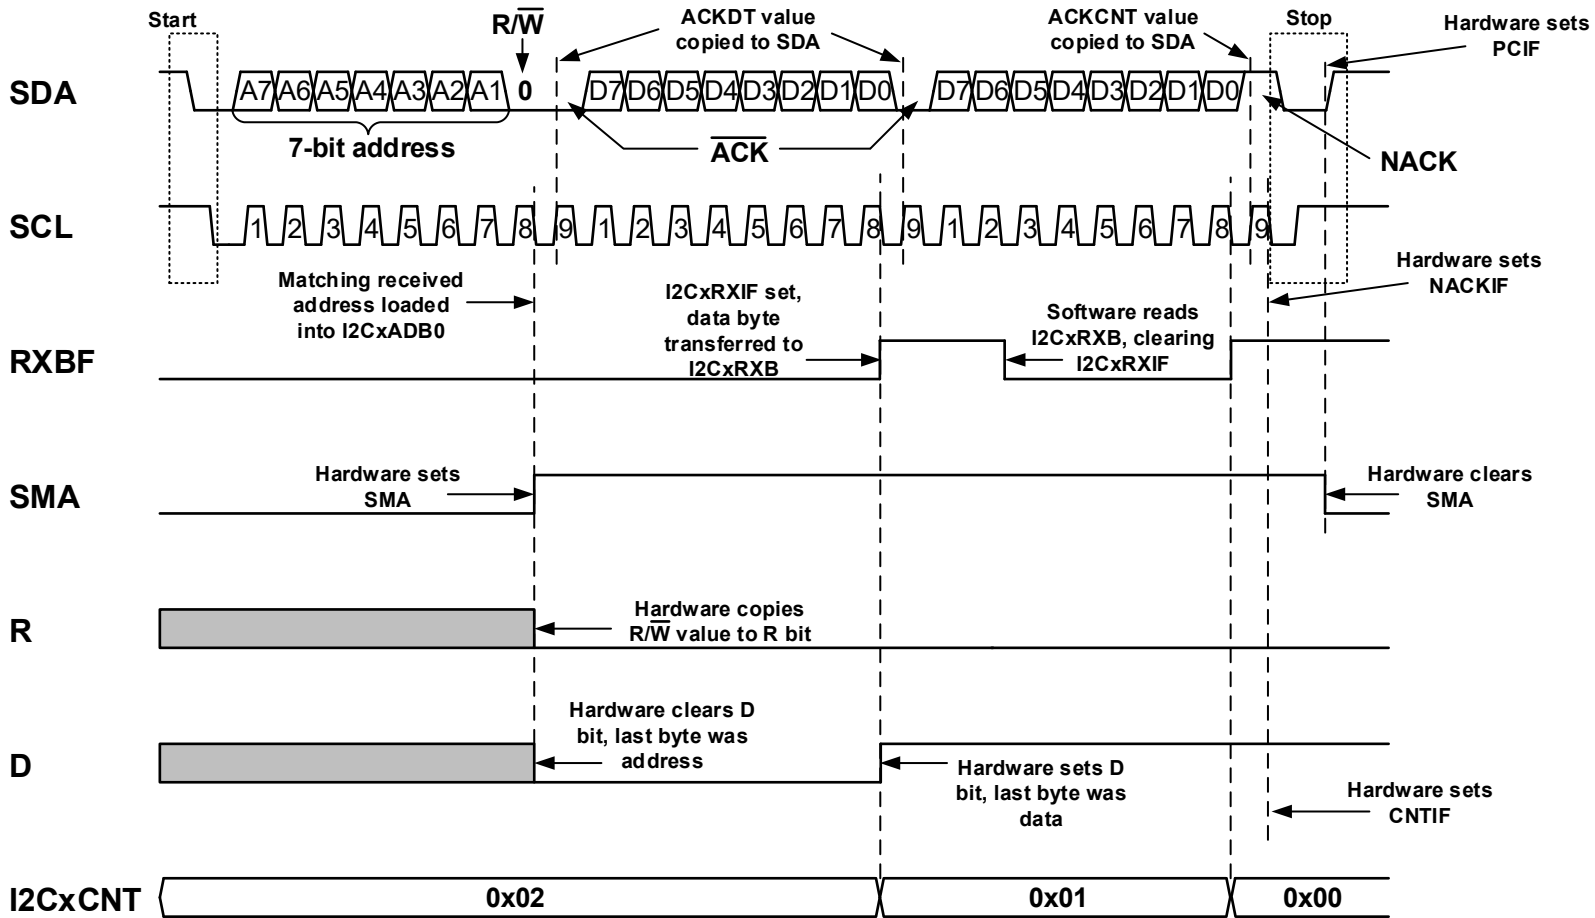 Start
R/W̅
ACKDT value
copied to SDA
ACKCNT value
copied to SDA
Stop
Hardware sets
PCIF
SDA
A7 A6 A5 A4 A3 A2 A1 0 D7 D6 D5 D4 D3 D2 D1 D0 D7 D6 D5 D4 D3 D2 D1 D0
7-bit address
A̅C̅K̅
NACK
SCL
1 2 3 4 5 6 7 8 9 1 2 3 4 5 6 7 8 9 1 2 3 4 5 6 7 8 9
Matching received
address loaded
into I2CxADB0
I2CxRXIF set,
data byte
transferred to
I2CxRXB
Software reads
I2CxRXB, clearing
I2CxRXIF
Hardware sets
NACKIF
RXBF
SMA
Hardware sets
SMA
Hardware clears
SMA
R
Hardware copies
R/W̅ value to R bit
D
Hardware clears D
bit, last byte was
address
Hardware sets D
bit, last byte was
data
Hardware sets
CNTIF
I2CxCNT
0x02
0x01
0x00